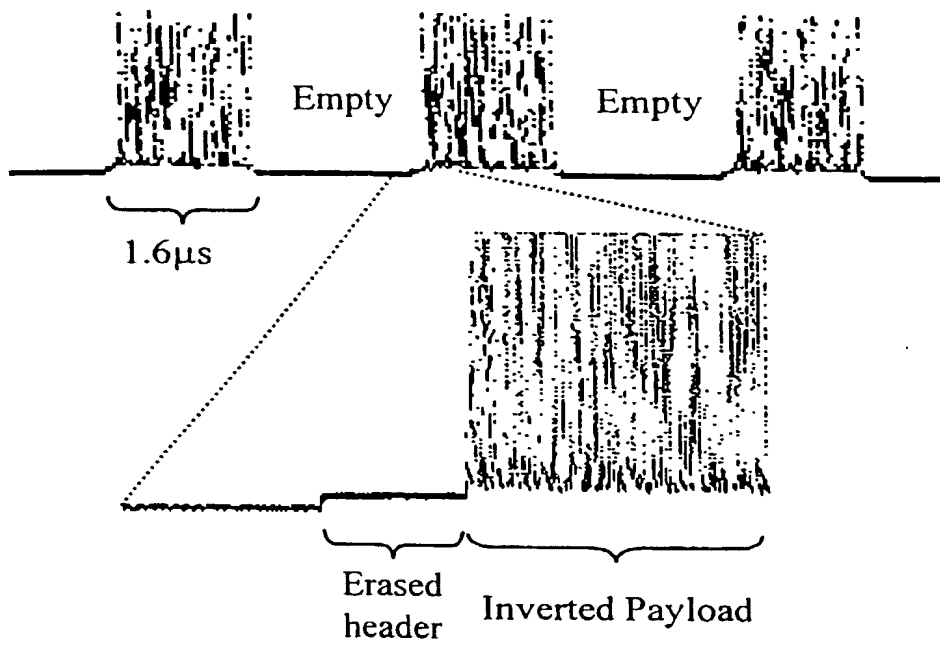 Empty
Empty
1.6μs
Erased
header
Inverted Payload